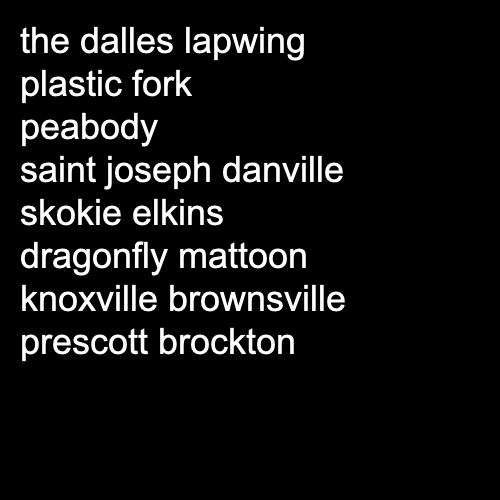 the dalles lapwing
plastic fork
peabody
saint joseph danville
skokie elkins
dragonfly mattoon
knoxville brownsville
prescott brockton